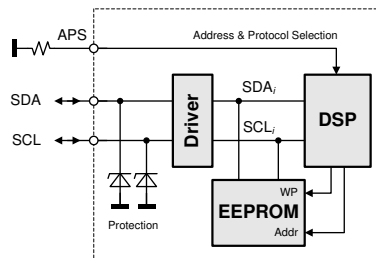 APS
Address & Protocol Selection
SDA
SDAi
Driver
DSP
SCL
SCLi
WP
EEPROM
Protection
Addr